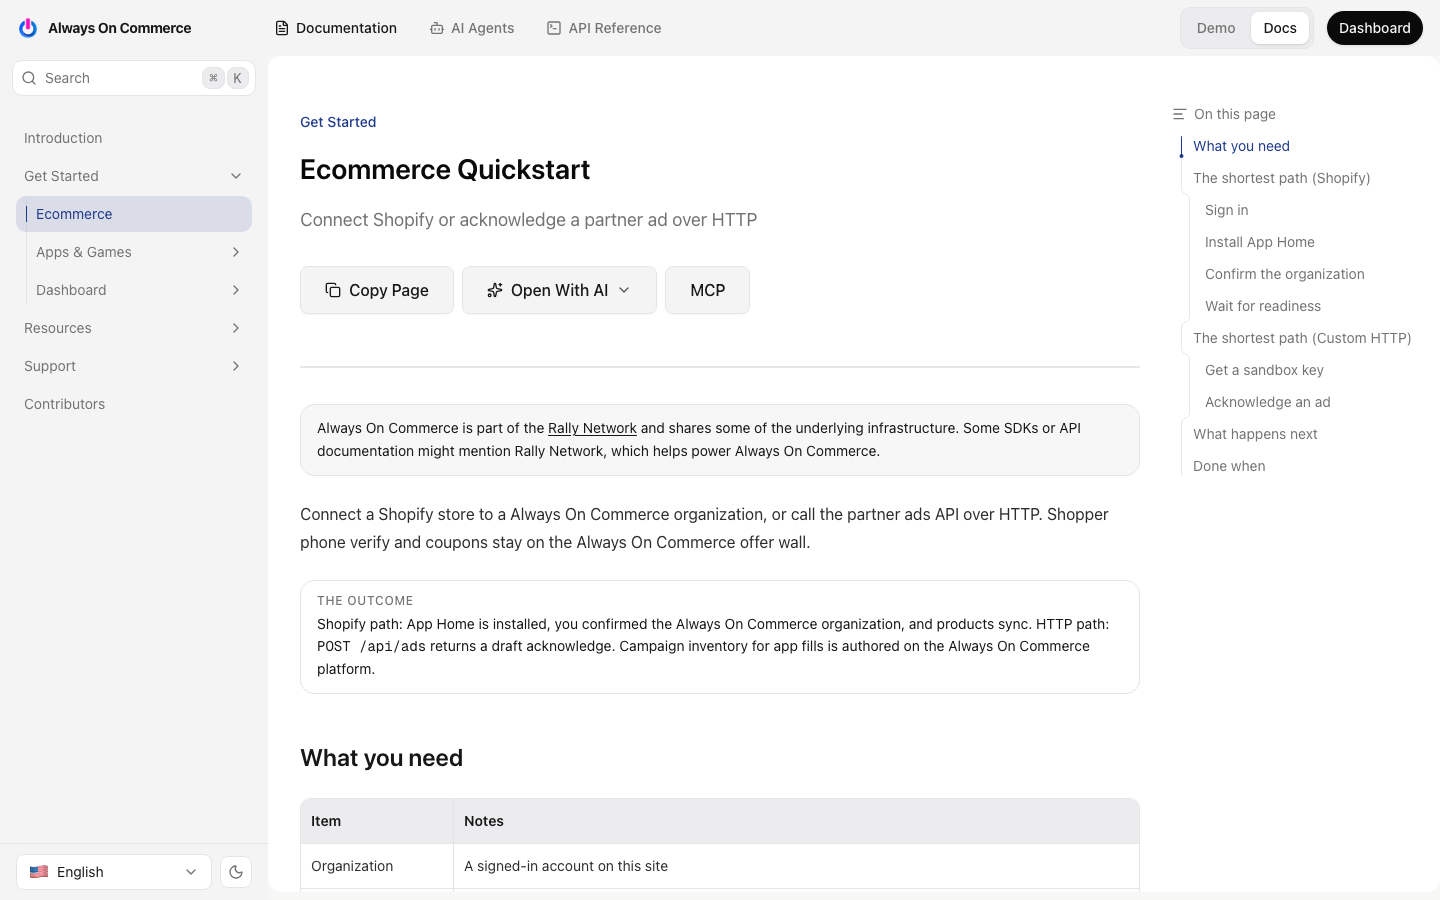 Always On Commerce
Documentation
AI Agents
API Reference
Demo
Docs
Dashboard
Search
⌘ K
Introduction
Get Started
Ecommerce
Apps & Games
Dashboard
Resources
Support
Contributors
English
Get Started
Ecommerce Quickstart
Connect Shopify or acknowledge a partner ad over HTTP
Copy Page
Open With AI
MCP
Always On Commerce is part of the Rally Network and shares some of the underlying infrastructure. Some SDKs or API
documentation might mention Rally Network, which helps power Always On Commerce.
Connect a Shopify store to a Always On Commerce organization, or call the partner ads API over HTTP. Shopper
phone verify and coupons stay on the Always On Commerce offer wall.
THE OUTCOME
Shopify path: App Home is installed, you confirmed the Always On Commerce organization, and products sync. HTTP path:
POST /api/ads returns a draft acknowledge. Campaign inventory for app fills is authored on the Always On Commerce
platform.
What you need
Item Notes
Organization A signed-in account on this site
On this page
What you need
The shortest path (Shopify)
Sign in
Install App Home
Confirm the organization
Wait for readiness
The shortest path (Custom HTTP)
Get a sandbox key
Acknowledge an ad
What happens next
Done when